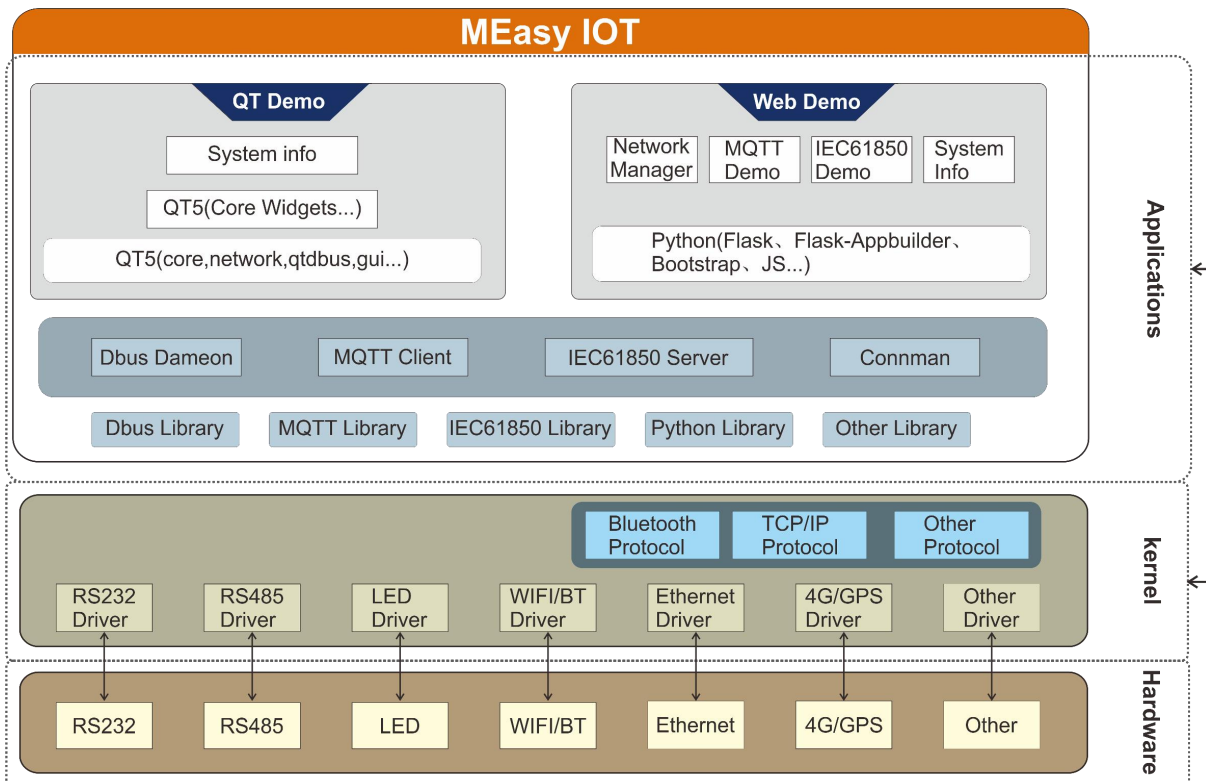 MEasy IOT
QT Demo
System info
QT5(Core Widgets...)
QT5(core,network,qtdbus,gui...)
Web Demo
Network
Manager
MQTT
Demo
IEC61850
Demo
System
Info
Python(Flask、Flask-Appbuilder、
Bootstrap、JS...)
Dbus Dameon
MQTT Client
IEC61850 Server
Connman
Dbus Library
MQTT Library
IEC61850 Library
Python Library
Other Library
Applications
Bluetooth
Protocol
TCP/IP
Protocol
Other
Protocol
RS232
Driver
RS485
Driver
LED
Driver
WIFI/BT
Driver
Ethernet
Driver
4G/GPS
Driver
Other
Driver
kernel
RS232
RS485
LED
WIFI/BT
Ethernet
4G/GPS
Other
Hardware